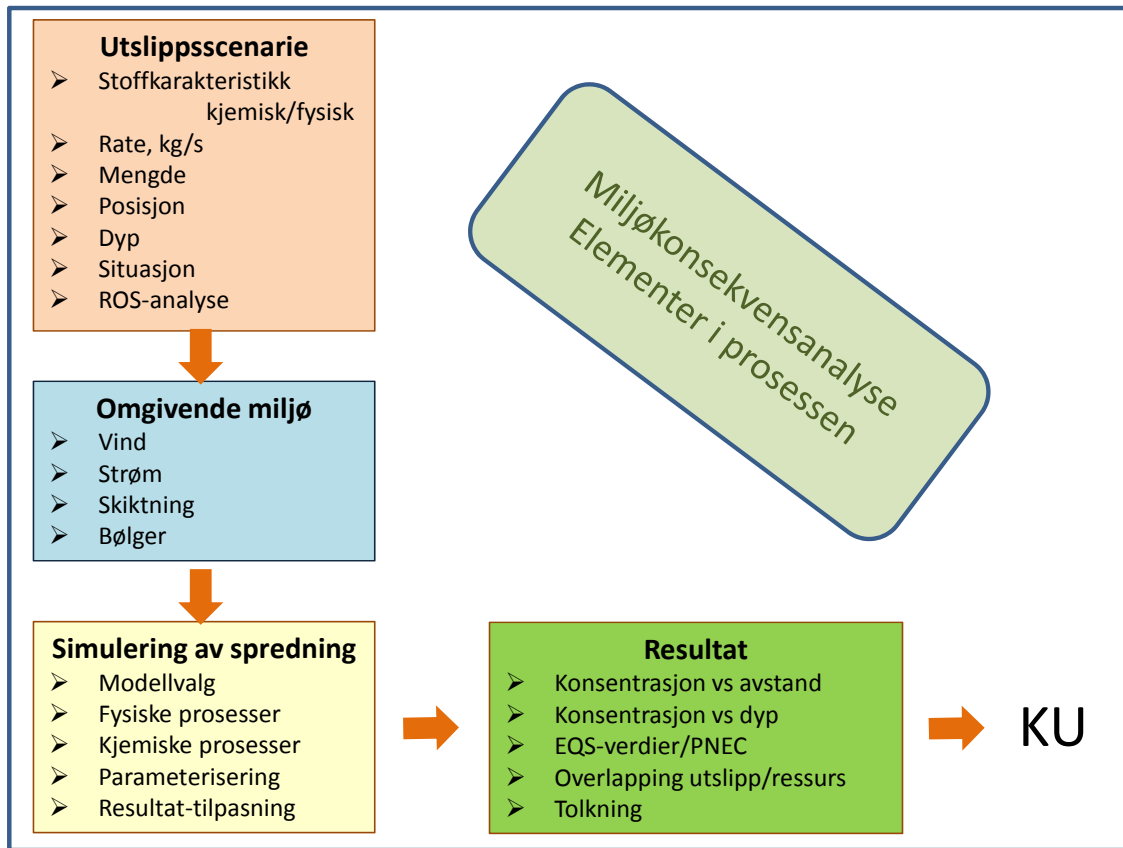 Utslippsscenarie
➢ Stoffkarakteristikk
kjemisk/fysisk
➢ Rate, kg/s
➢ Mengde
➢ Posisjon
➢ Dyp
➢ Situasjon
➢ ROS-analyse
Miljøkonsekvensanalyse
Elementer i prosessen
Omgivende miljø
➢ Vind
➢ Strøm
➢ Skiktning
➢ Bølger
Simulering av spredning
➢ Modellvalg
➢ Fysiske prosesser
➢ Kjemiske prosesser
➢ Parameterisering
➢ Resultat-tilpasning
Resultat
➢ Konsentrasjon vs avstand
➢ Konsentrasjon vs dyp
➢ EQS-verdier/PNEC
➢ Overlapping utslipp/ressurs
➢ Tolkning
KU